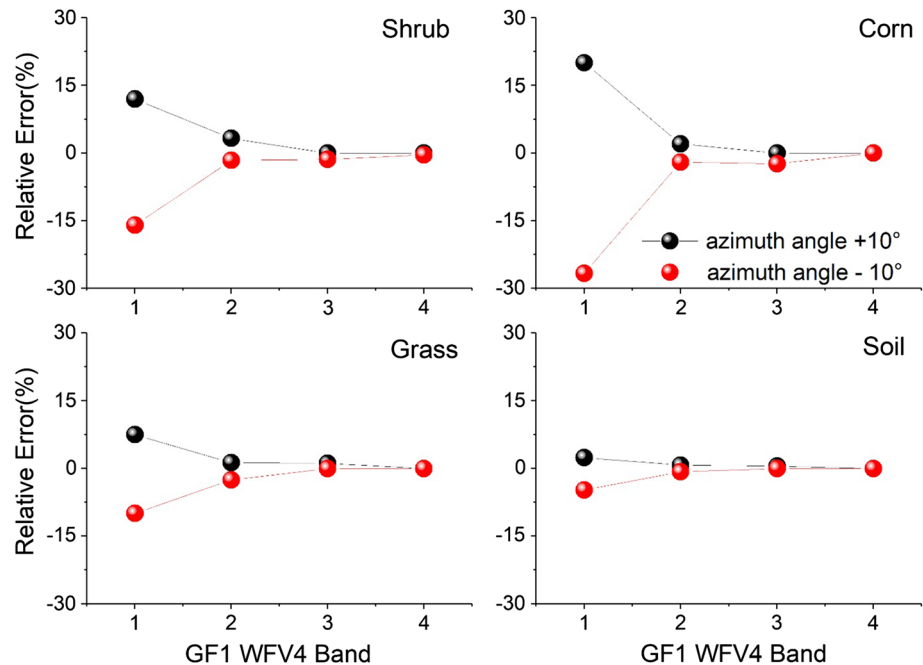 Shrub
30
15
0
-15
-30
Relative Error(%)
1 2 3 4
Corn
30
15
0
-15
-30
azimuth angle +10°
azimuth angle - 10°
1 2 3 4
Grass
30
15
0
-15
-30
Relative Error(%)
1 2 3 4
GF1 WFV4 Band
Soil
30
15
0
-15
-30
1 2 3 4
GF1 WFV4 Band